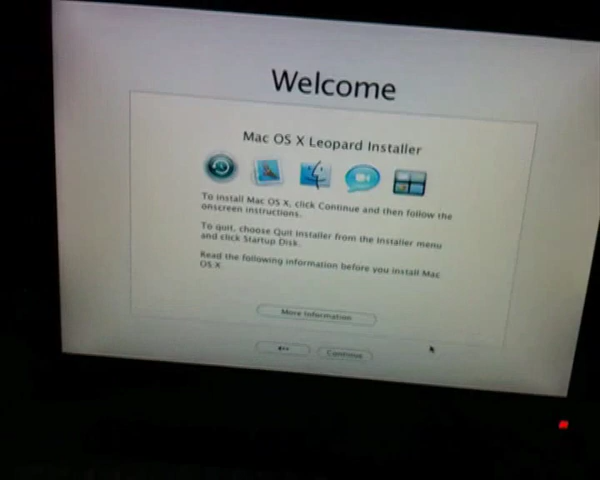 Welcome
Mac OS X Leopard Installer
To install Mac OS X, click Continue and then follow the
onscreen instructions.
To quit, choose Quit Installer from the Installer menu
and click Startup Disk.
Read the following information before you install Mac
OS X.
More Information
Continue